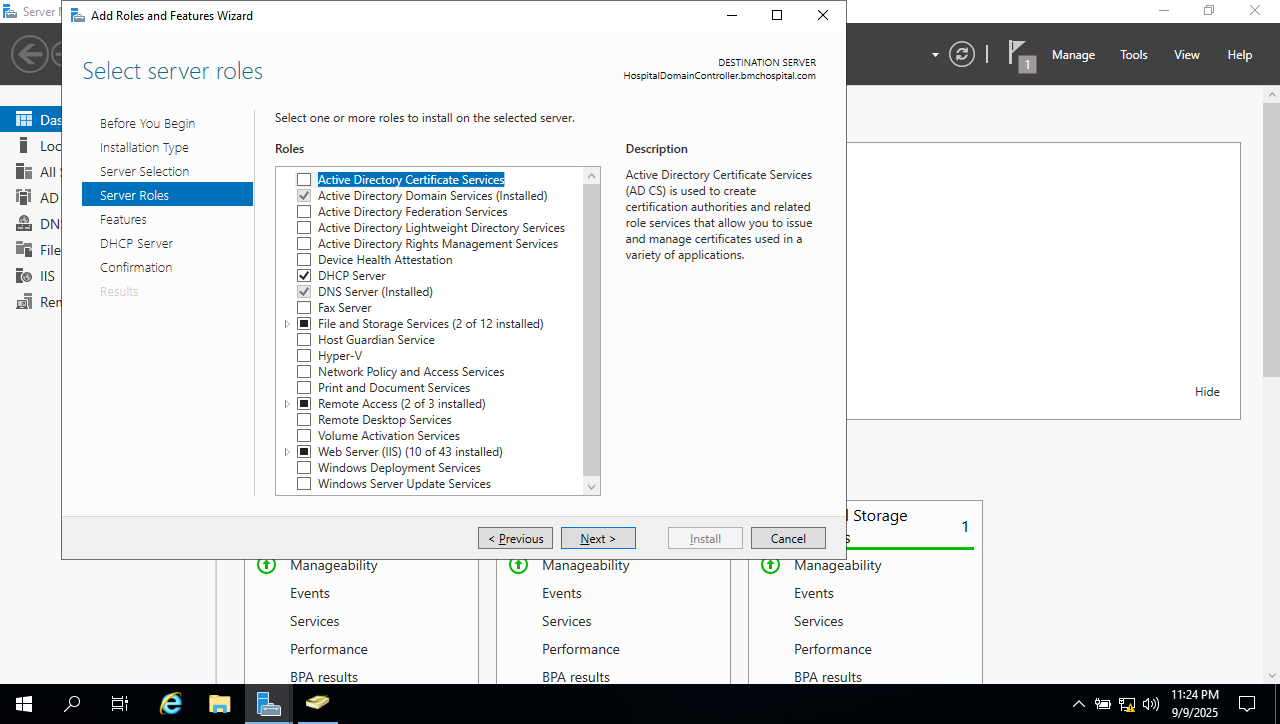 Server M
Add Roles and Features Wizard
1
Manage
Tools
View
Help
Select server roles
DESTINATION SERVER
HospitalDomainController.bmchospital.com
Before You Begin
Installation Type
Server Selection
Server Roles
Features
DHCP Server
Confirmation
Results
Select one or more roles to install on the selected server.
Roles
Active Directory Certificate Services
Active Directory Domain Services (Installed)
Active Directory Federation Services
Active Directory Lightweight Directory Services
Active Directory Rights Management Services
Device Health Attestation
DHCP Server
DNS Server (Installed)
Fax Server
File and Storage Services (2 of 12 installed)
Host Guardian Service
Hyper-V
Network Policy and Access Services
Print and Document Services
Remote Access (2 of 3 installed)
Remote Desktop Services
Volume Activation Services
Web Server (IIS) (10 of 43 installed)
Windows Deployment Services
Windows Server Update Services
Description
Active Directory Certificate Services
(AD CS) is used to create
certification authorities and related
role services that allow you to issue
and manage certificates used in a
variety of applications.
< Previous
Next >
Install
Cancel
Das
Loc
All S
AD
DNS
File
IIS
Rem
Hide
l Storage
s
1
Manageability
Events
Services
Performance
BPA results
Manageability
Events
Services
Performance
BPA results
Manageability
Events
Services
Performance
BPA results
11:24 PM
9/9/2025